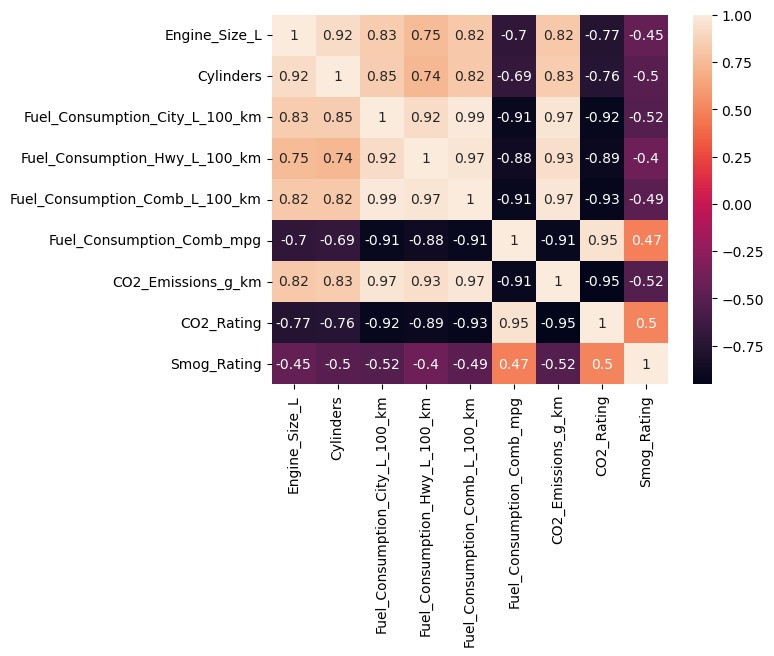 Engine_Size_L 1 0.92 0.83 0.75 0.82 -0.7 0.82 -0.77 -0.45
Cylinders 0.92 1 0.85 0.74 0.82 -0.69 0.83 -0.76 -0.5
Fuel_Consumption_City_L_100_km 0.83 0.85 1 0.92 0.99 -0.91 0.97 -0.92 -0.52
Fuel_Consumption_Hwy_L_100_km 0.75 0.74 0.92 1 0.97 -0.88 0.93 -0.89 -0.4
Fuel_Consumption_Comb_L_100_km 0.82 0.82 0.99 0.97 1 -0.91 0.97 -0.93 -0.49
Fuel_Consumption_Comb_mpg -0.7 -0.69 -0.91 -0.88 -0.91 1 -0.91 0.95 0.47
CO2_Emissions_g_km 0.82 0.83 0.97 0.93 0.97 -0.91 1 -0.95 -0.52
CO2_Rating -0.77 -0.76 -0.92 -0.89 -0.93 0.95 -0.95 1 0.5
Smog_Rating -0.45 -0.5 -0.52 -0.4 -0.49 0.47 -0.52 0.5 1
Engine_Size_L
Cylinders
Fuel_Consumption_City_L_100_km
Fuel_Consumption_Hwy_L_100_km
Fuel_Consumption_Comb_L_100_km
Fuel_Consumption_Comb_mpg
CO2_Emissions_g_km
CO2_Rating
Smog_Rating
1.00
0.75
0.50
0.25
0.00
−0.25
−0.50
−0.75